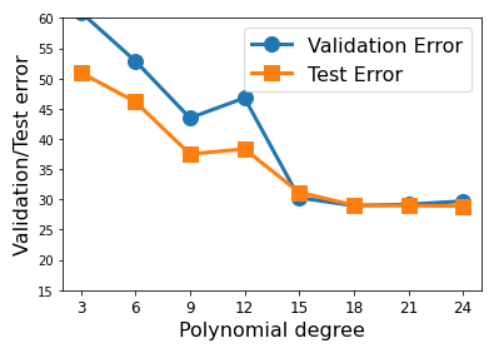 60
55
50
45
40
35
30
25
20
15
Validation/Test error
Validation Error
Test Error
3 6 9 12 15 18 21 24
Polynomial degree